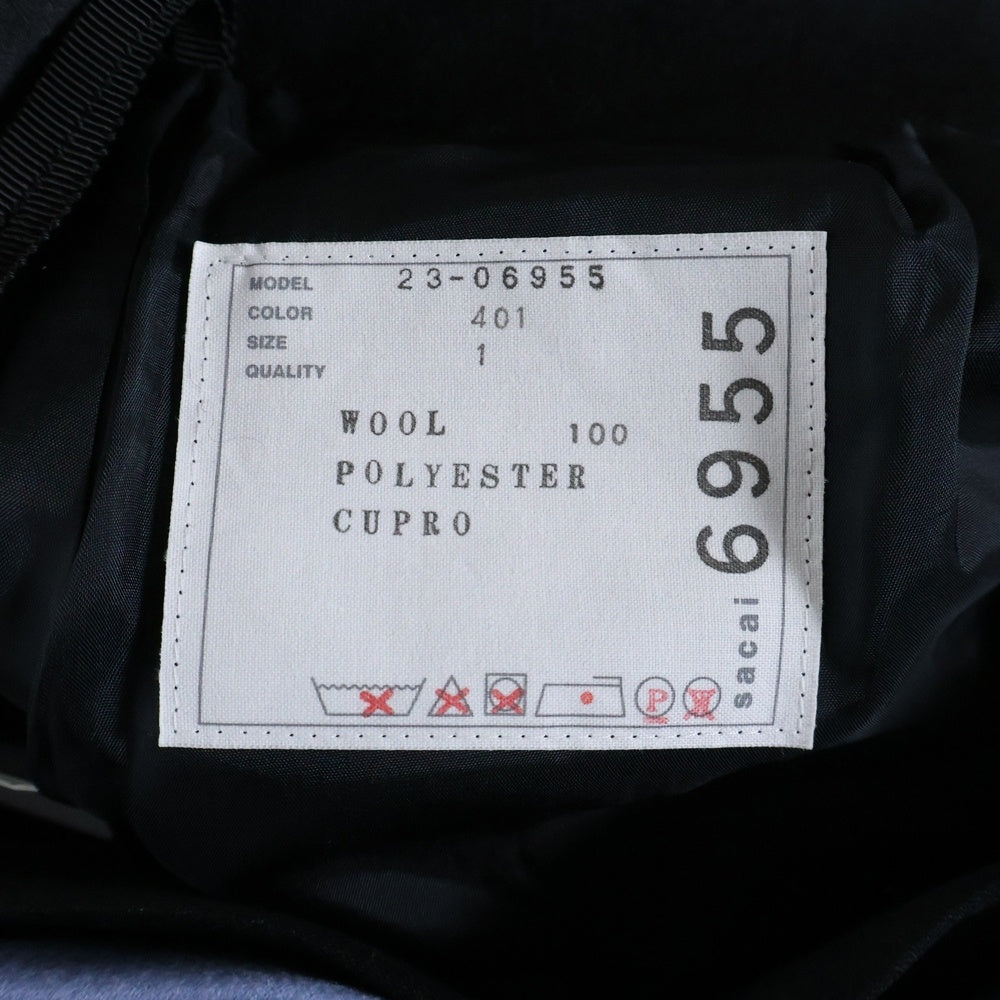 MODEL 23-06955
COLOR 401
SIZE 1
QUALITY
WOOL 100
POLYESTER
CUPRO
P
W
sacai 6955